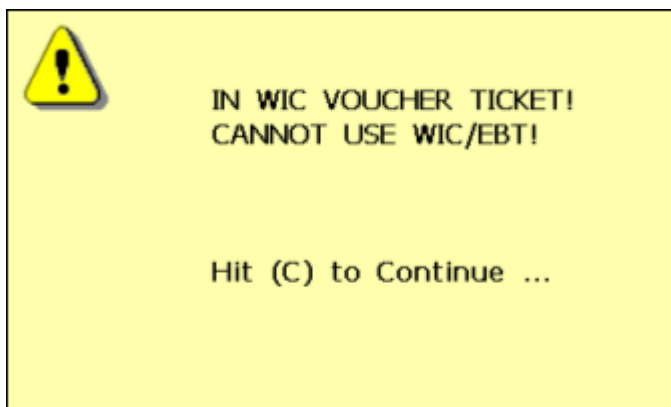 IN WIC VOUCHER TICKET!
CANNOT USE WIC/EBT!
Hit (C) to Continue ...